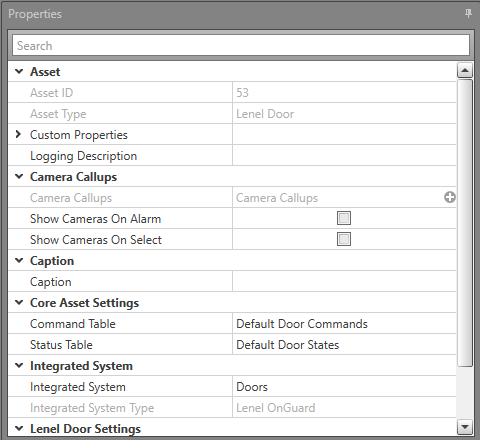 Properties
Search
Asset
Asset ID 53
Asset Type Lenel Door
Custom Properties
Logging Description
Camera Callups
Camera Callups Camera Callups
Show Cameras On Alarm
Show Cameras On Select
Caption
Caption
Core Asset Settings
Command Table Default Door Commands
Status Table Default Door States
Integrated System
Integrated System Doors
Integrated System Type Lenel OnGuard
Lenel Door Settings